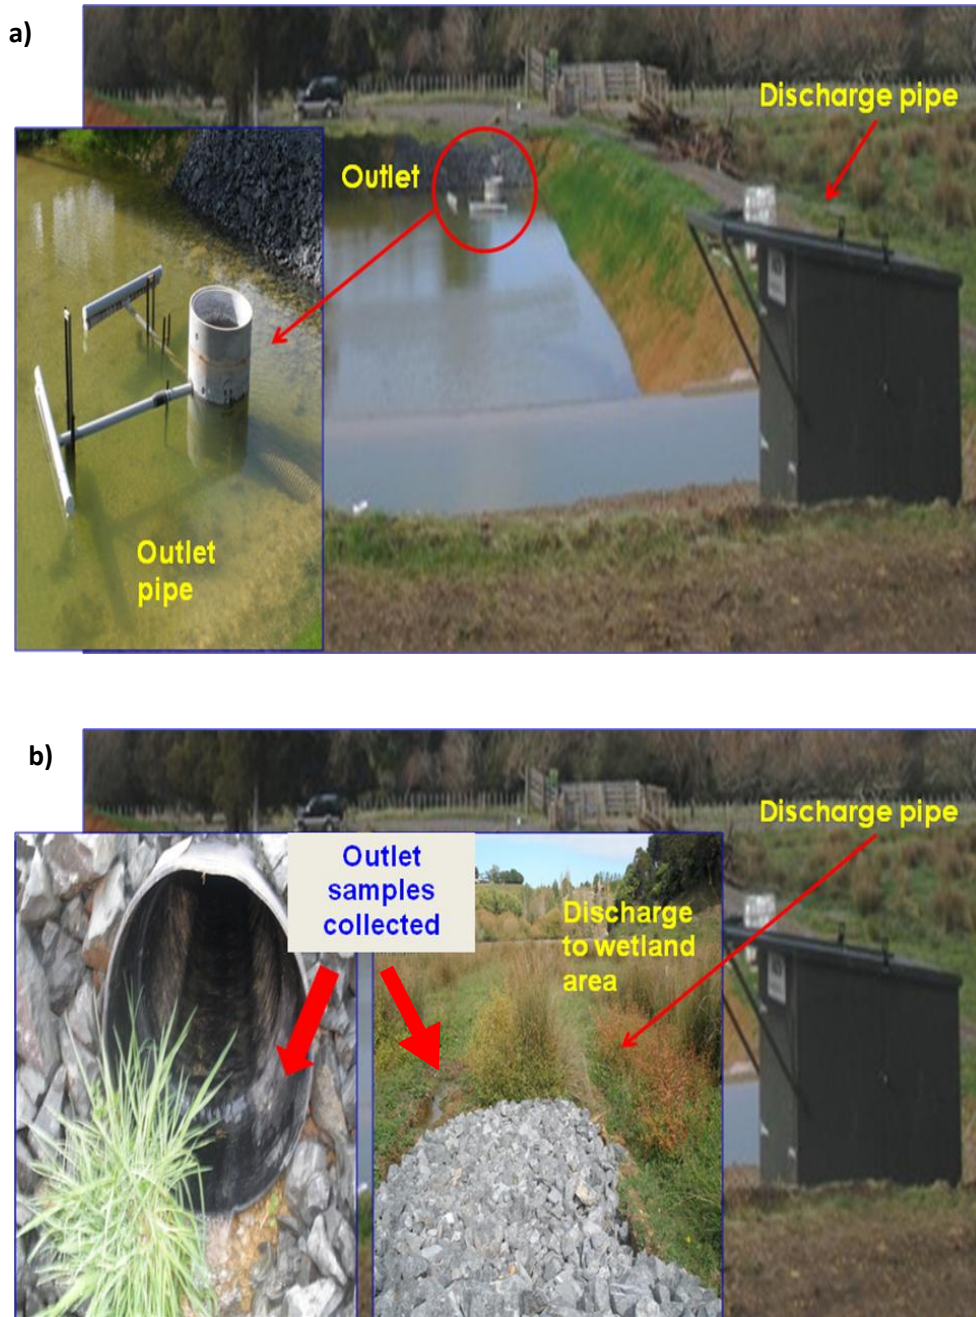 a)
Discharge pipe
Outlet
Outlet
pipe
b)
Discharge pipe
Outlet
samples
collected
Discharge
to wetland
area